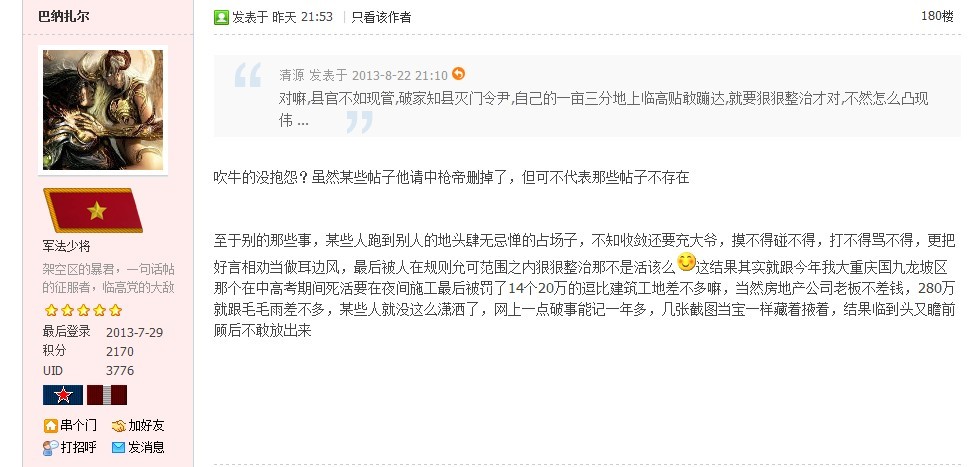 巴纳扎尔
发表于 昨天 21:53 只看该作者
180楼
清源 发表于 2013-8-22 21:10
对嘛,县官不如现管,破家知县灭门令尹,自己的一亩三分地上临高贴敢蹦达,就要狠狠整治才对,不然怎么凸现
伟 ...
吹牛的没抱怨？虽然某些帖子他请中枪帝删掉了，但可不代表那些帖子不存在
军法少将
架空区的暴君，一句话帖
的征服者，临高党的大敌
最后登录 2013-7-29
积分 2170
UID 3776
串个门 加好友
打招呼 发消息
至于别的那些事，某些人跑到别人的地头肆无忌惮的占场子，不知收敛还要充大爷，摸不得碰不得，打不得骂不得，更把
好言相劝当做耳边风，最后被人在规则允可范围之内狠狠整治那不是活该么这结果其实就跟今年我大重庆国九龙坡区
那个在中高考期间死活要在夜间施工最后被罚了14个20万的逗比建筑工地差不多嘛，当然房地产公司老板不差钱，280万
就跟毛毛雨差不多，某些人就没这么潇洒了，网上一点破事能记一年多，几张截图当宝一样藏着掖着，结果临到头又瞻前
顾后不敢放出来